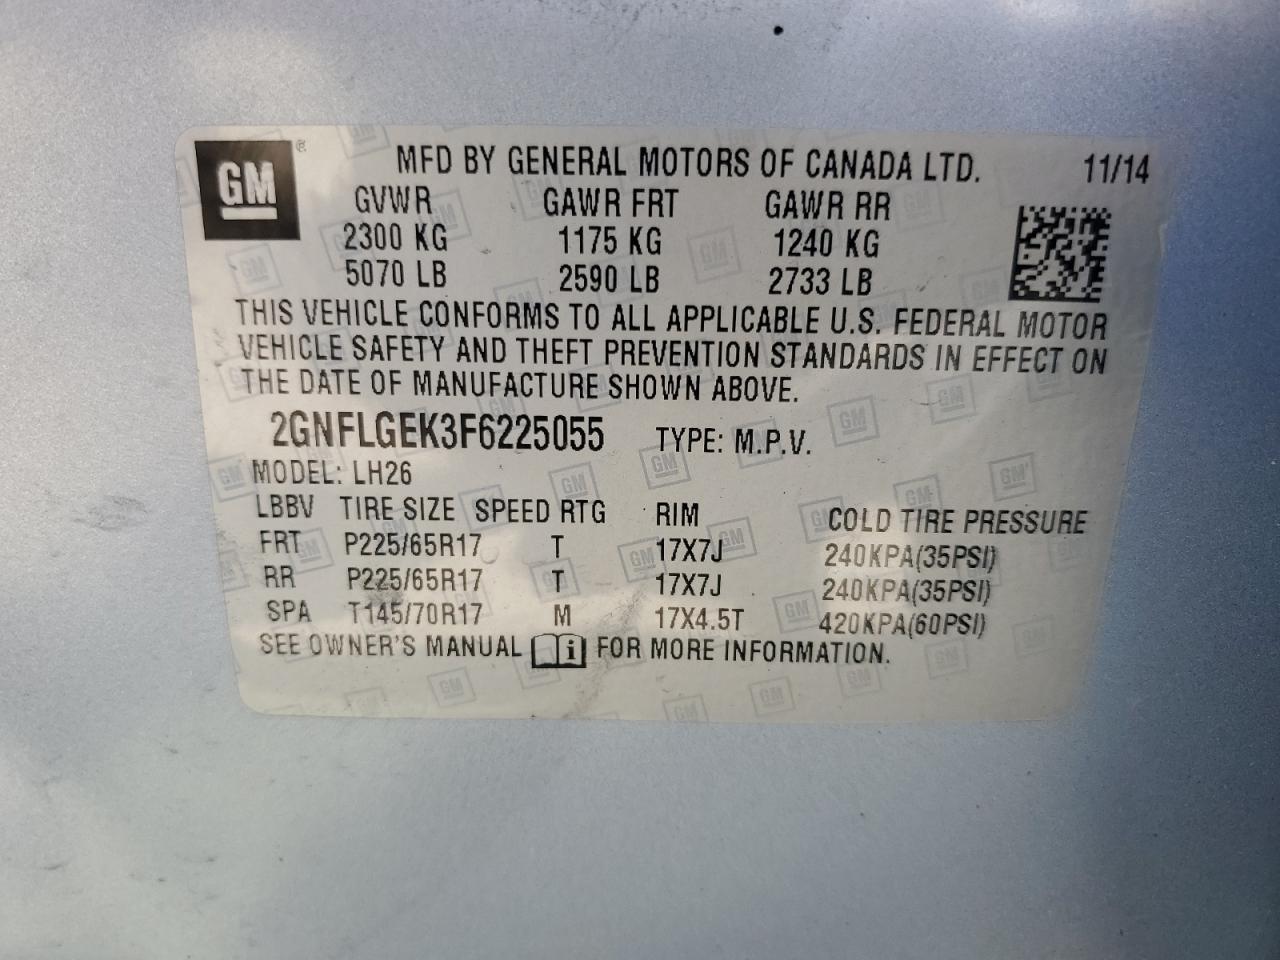 GM ® MFD BY GENERAL MOTORS OF CANADA LTD. 11/14
GVWR GAWR FRT GAWR RR
2300 KG 1175 KG 1240 KG
5070 LB 2590 LB 2733 LB
THIS VEHICLE CONFORMS TO ALL APPLICABLE U.S. FEDERAL MOTOR
VEHICLE SAFETY AND THEFT PREVENTION STANDARDS IN EFFECT ON
THE DATE OF MANUFACTURE SHOWN ABOVE.
2GNFLGEK3F6225055 TYPE: M.P.V.
MODEL: LH26
LBBV TIRE SIZE SPEED RTG RIM COLD TIRE PRESSURE
FRT P225/65R17 T 17X7J 240KPA(35PSI)
RR P225/65R17 T 17X7J 240KPA(35PSI)
SPA T145/70R17 M 17X4.5T 420KPA(60PSI)
SEE OWNER'S MANUAL i FOR MORE INFORMATION.